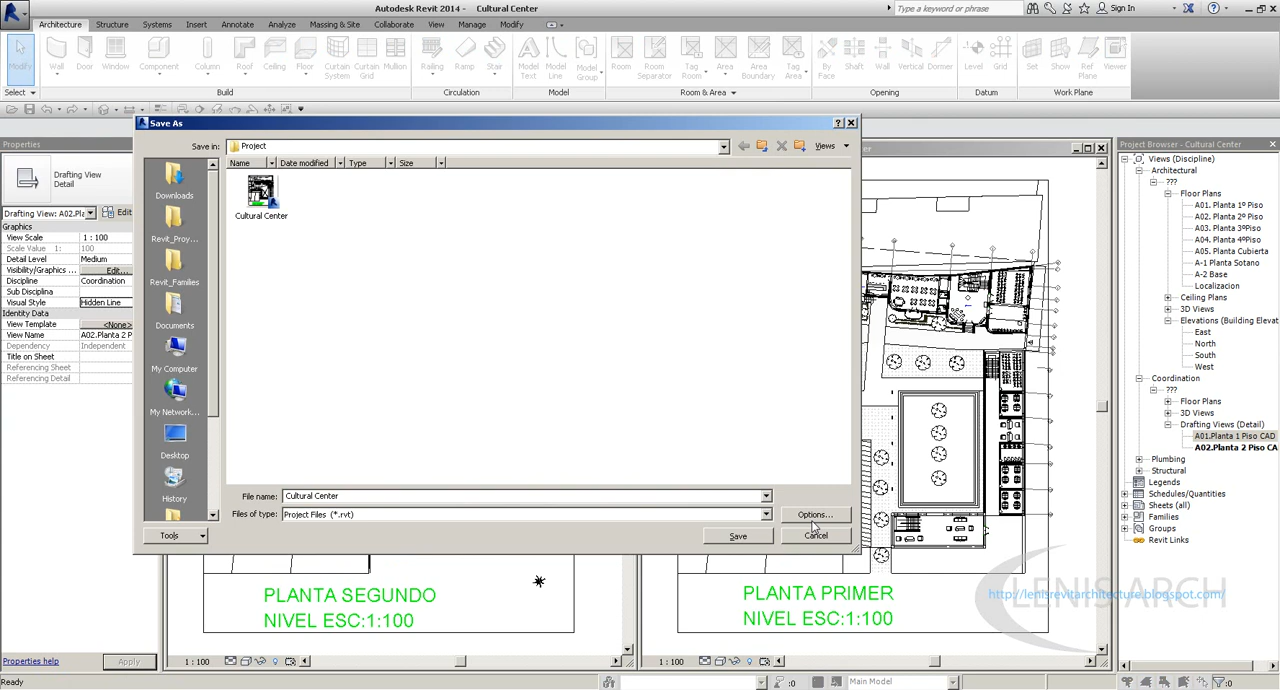 Autodesk Revit 2014 - Cultural Center
Type a keyword or phrase
Sign In
Architecture Structure Systems Insert Annotate Analyze Massing & Site Collaborate View Manage Modify
Modify Wall Door Window Component Column Roof Ceiling Floor Curtain System Curtain Grid Mullion Railing Ramp Stair Model Text Model Line Model Group Room Room Separator Tag Room Area Area Boundary Tag Area By Face Shaft Wall Vertical Dormer Level Grid Set Show Ref Plane Viewer
Select Build Circulation Model Room & Area Opening Datum Work Plane
Properties
Drafting View
Detail
Drafting View: A02.Pla
Edit
Graphics
View Scale 1 : 100
Scale Value 1: 100
Detail Level Medium
Visibility/Graphics ... Edit...
Discipline Coordination
Sub Disciplina
Visual Style Hidden Line
Identity Data
View Template <None>
View Name A02.Planta 2 P
Dependency Independent
Title on Sheet
Referencing Sheet
Referencing Detail
Properties help
Apply
Save As
Save in: Project
Views
Name Date modified Type Size
Cultural Center
Downloads
Revit_Proy...
Revit_Families
Documents
My Computer
My Network...
Desktop
History
File name: Cultural Center
Files of type: Project Files (*.rvt)
Options...
Tools
Save
Cancel
PLANTA SEGUNDO
NIVEL ESC:1:100
PLANTA PRIMER
NIVEL ESC:1:100
1 : 100
1 : 100
Project Browser - Cultural Center
Views (Discipline)
Architectural
???
Floor Plans
A01. Planta 1º Piso
A02. Planta 2º Piso
A03. Planta 3ºPiso
A04. Planta 4ºPiso
A05. Planta Cubierta
A-1 Planta Sotano
A-2 Base
Localizacion
Ceiling Plans
3D Views
Elevations (Building Elevat
East
North
South
West
Coordination
???
Floor Plans
3D Views
Drafting Views (Detail)
A01.Planta 1 Piso CAD
A02.Planta 2 Piso CA
Plumbing
Structural
Legends
Schedules/Quantities
Sheets (all)
Families
Groups
Revit Links
LENIS ARCH
http://lenisrevitarchitecture.blogspot.com/
Ready
:0
Main Model
:0